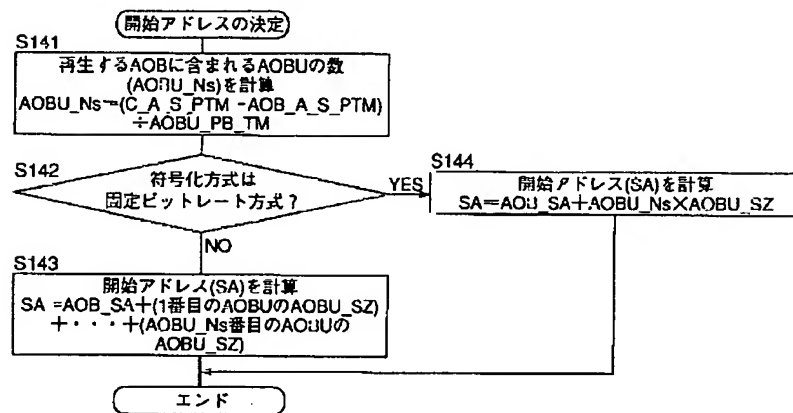 開始アドレスの決定
S141
再生するAOBに含まれるAOBUの数
(AOBU_Ns)を計算
AOBU_Ns=(C_A_S_PTM -AOB_A_S_PTM)
÷AOBU_PB_TM
S142
符号化方式は
固定ビットレート方式?
YES
NO
S144
開始アドレス(SA)を計算
SA=AOB_SA+AOBU_Ns×AOBU_SZ
S143
開始アドレス(SA)を計算
SA =AOB_SA+(1番目のAOBUのAOBU_SZ)
+・・・+(AOBU_Ns番目のAOBUの
AOBU_SZ)
エンド